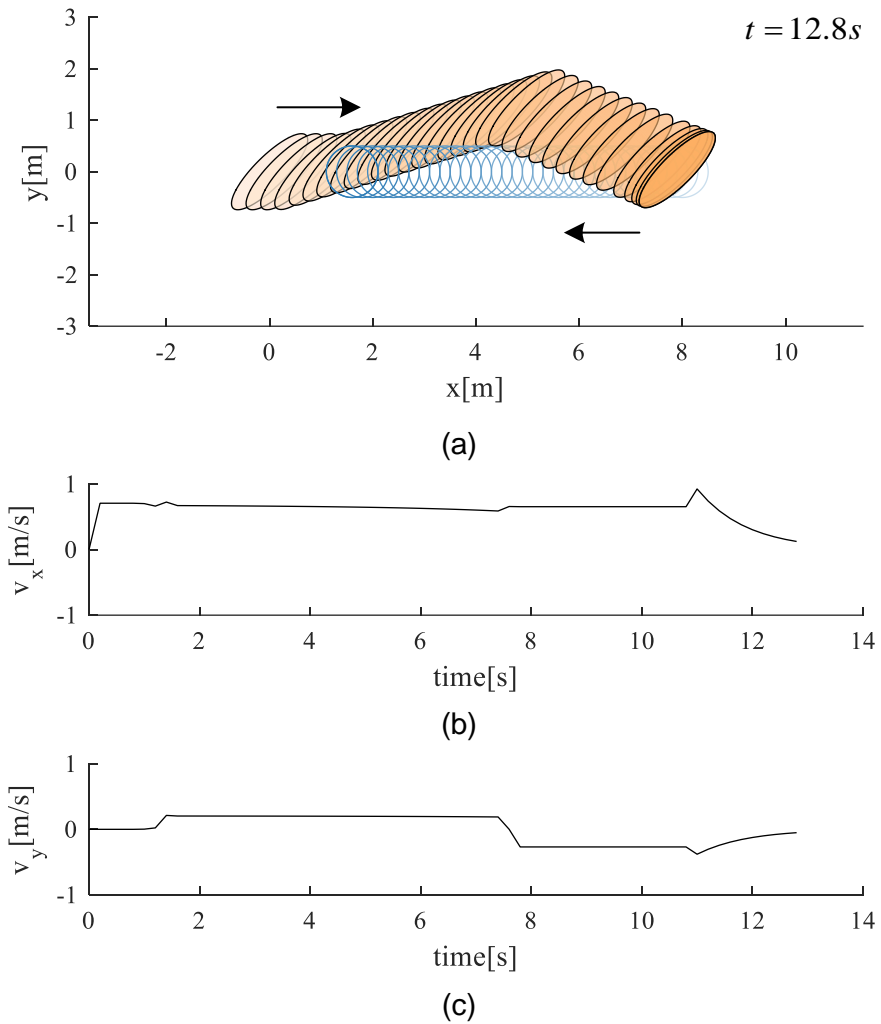 t = 12.8s
3
2
1
0
-1
-2
-3
y[m]
-2 0 2 4 6 8 10
x[m]
(a)
1
0
-1
v_x[m/s]
0 2 4 6 8 10 12 14
time[s]
(b)
1
0
-1
v_y[m/s]
0 2 4 6 8 10 12 14
time[s]
(c)